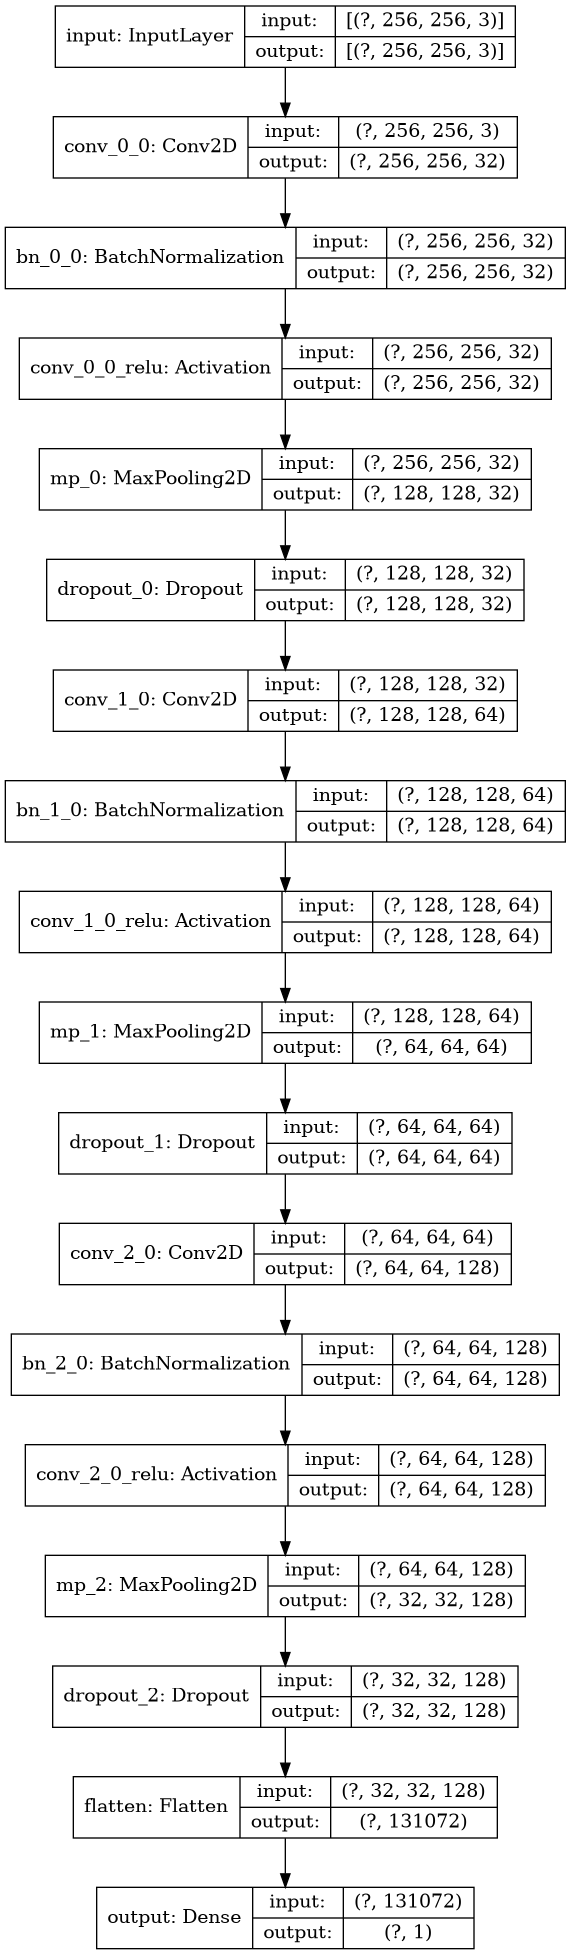 input: InputLayer
input: [(?, 256, 256, 3)]
output: [(?, 256, 256, 3)]
conv_0_0: Conv2D
input: (?, 256, 256, 3)
output: (?, 256, 256, 32)
bn_0_0: BatchNormalization
input: (?, 256, 256, 32)
output: (?, 256, 256, 32)
conv_0_0_relu: Activation
input: (?, 256, 256, 32)
output: (?, 256, 256, 32)
mp_0: MaxPooling2D
input: (?, 256, 256, 32)
output: (?, 128, 128, 32)
dropout_0: Dropout
input: (?, 128, 128, 32)
output: (?, 128, 128, 32)
conv_1_0: Conv2D
input: (?, 128, 128, 32)
output: (?, 128, 128, 64)
bn_1_0: BatchNormalization
input: (?, 128, 128, 64)
output: (?, 128, 128, 64)
conv_1_0_relu: Activation
input: (?, 128, 128, 64)
output: (?, 128, 128, 64)
mp_1: MaxPooling2D
input: (?, 128, 128, 64)
output: (?, 64, 64, 64)
dropout_1: Dropout
input: (?, 64, 64, 64)
output: (?, 64, 64, 64)
conv_2_0: Conv2D
input: (?, 64, 64, 64)
output: (?, 64, 64, 128)
bn_2_0: BatchNormalization
input: (?, 64, 64, 128)
output: (?, 64, 64, 128)
conv_2_0_relu: Activation
input: (?, 64, 64, 128)
output: (?, 64, 64, 128)
mp_2: MaxPooling2D
input: (?, 64, 64, 128)
output: (?, 32, 32, 128)
dropout_2: Dropout
input: (?, 32, 32, 128)
output: (?, 32, 32, 128)
flatten: Flatten
input: (?, 32, 32, 128)
output: (?, 131072)
output: Dense
input: (?, 131072)
output: (?, 1)